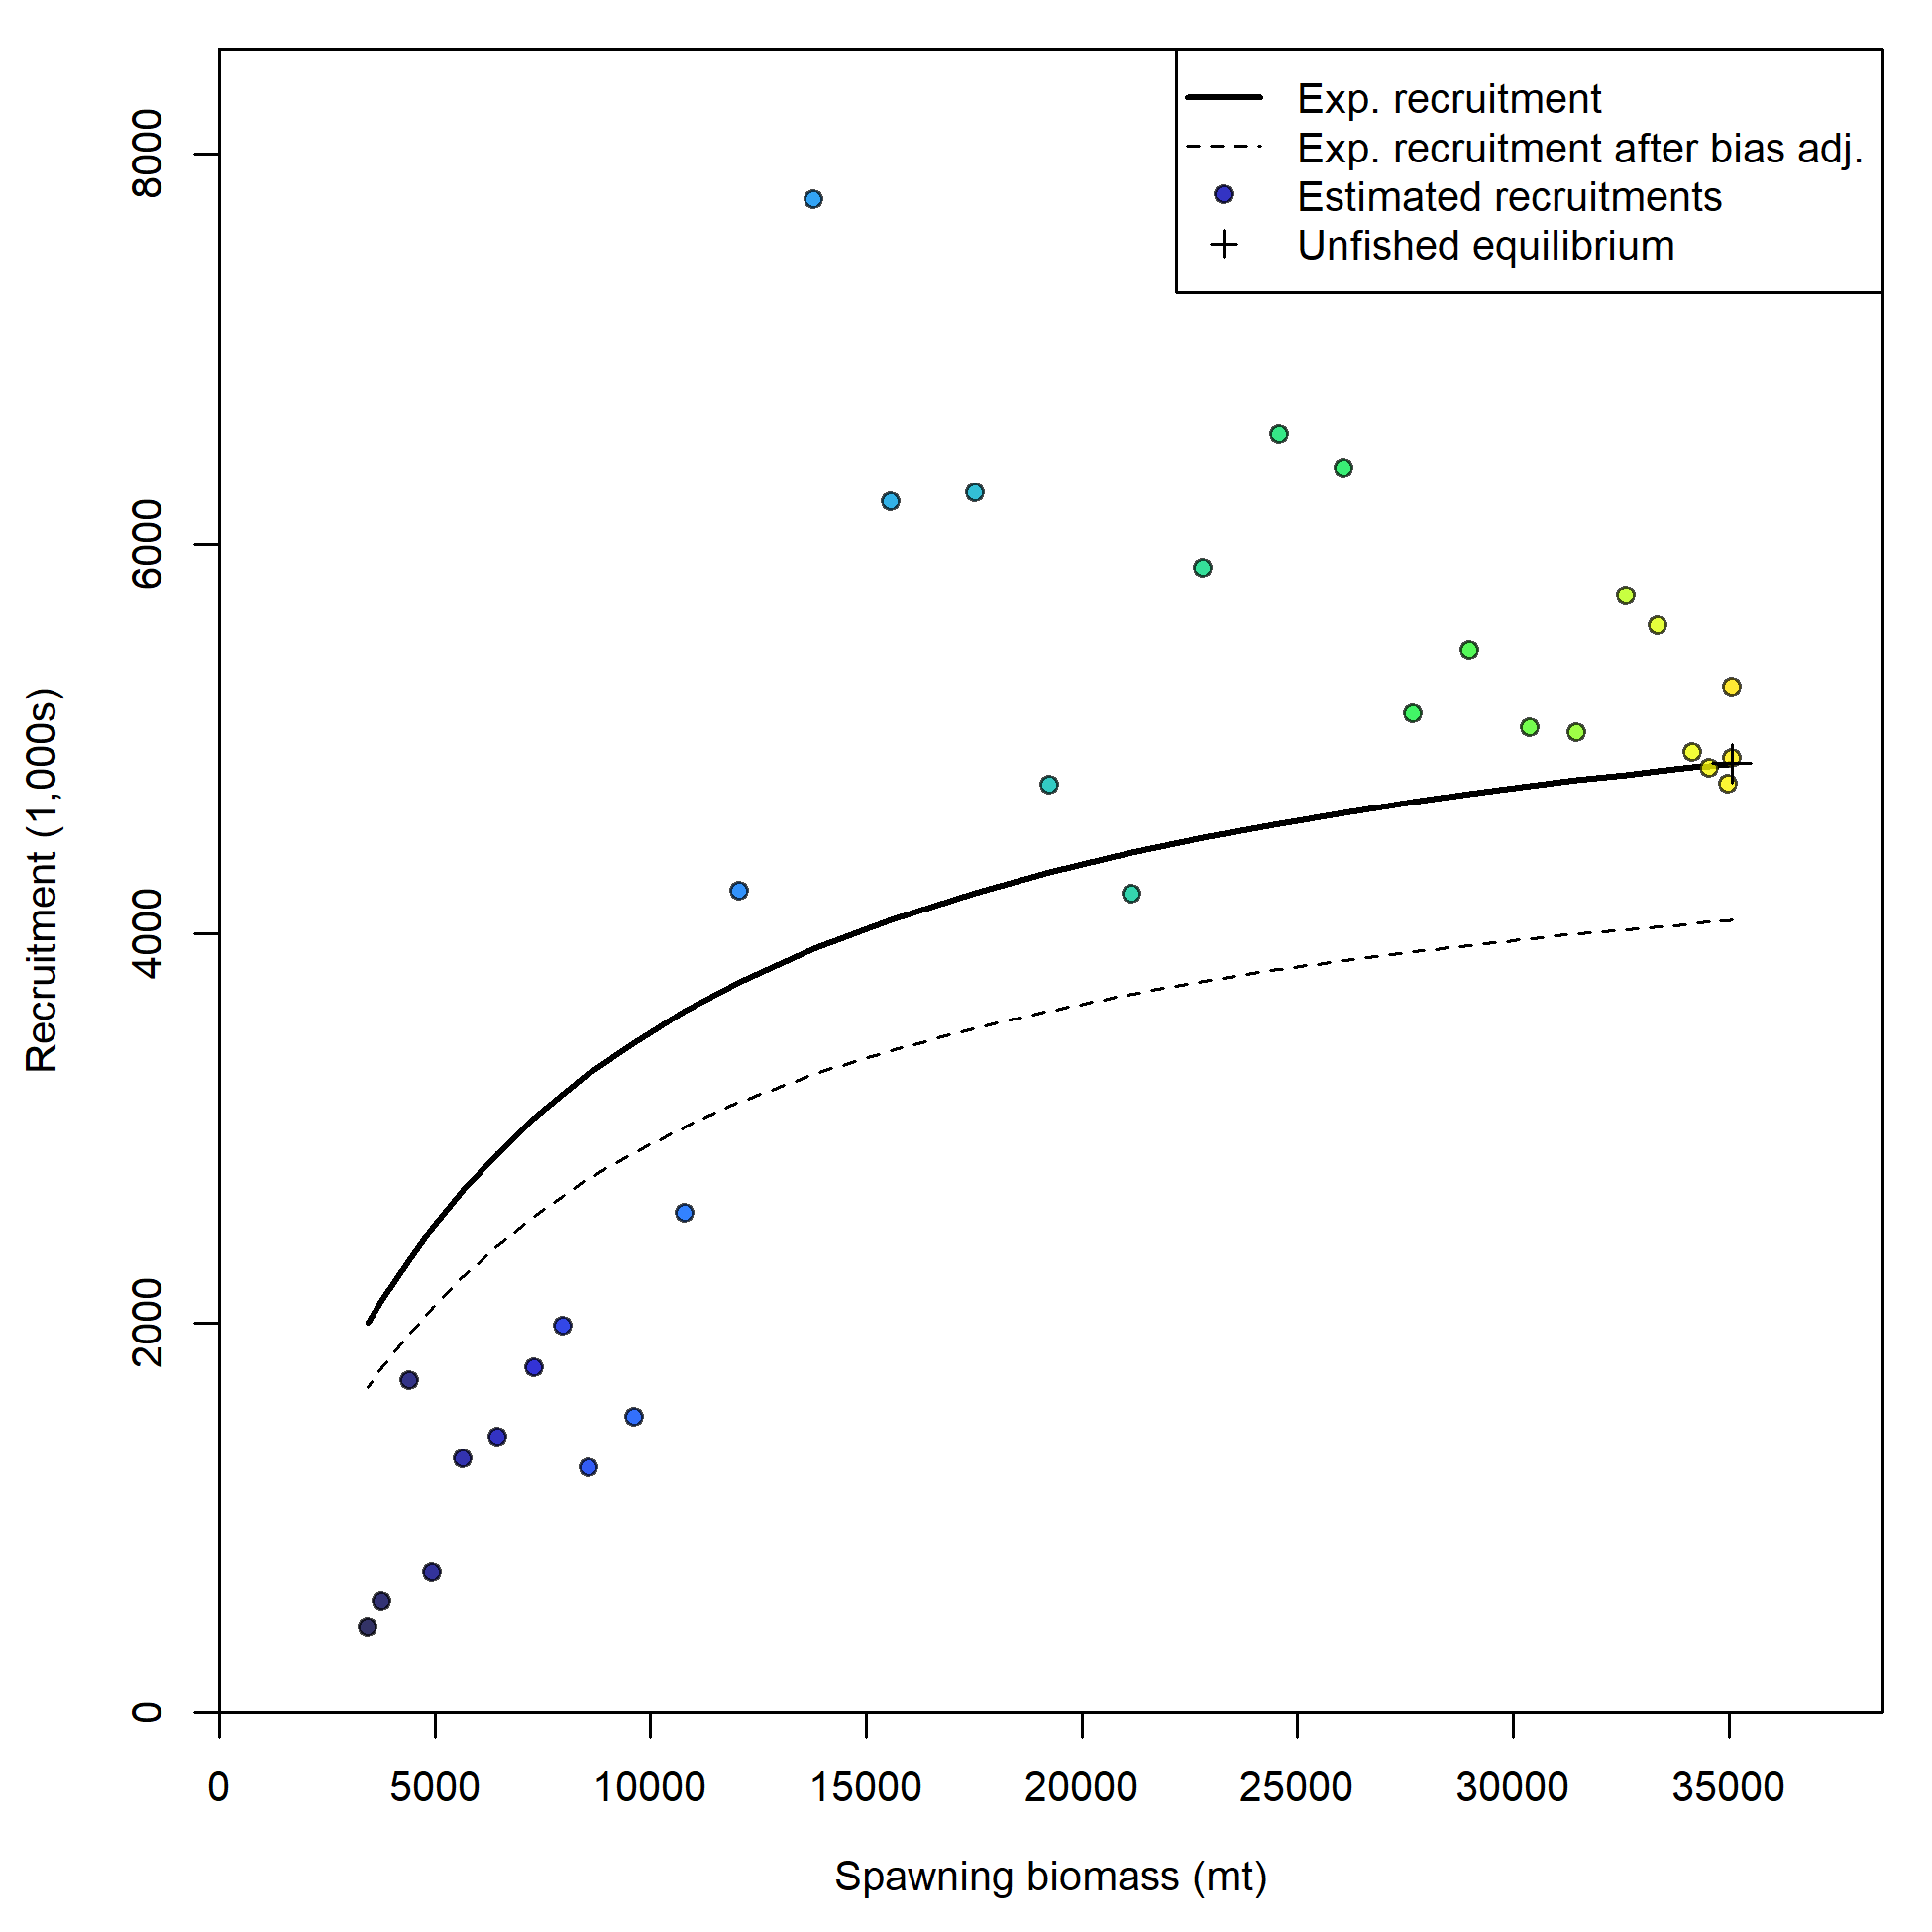 Exp. recruitment
Exp. recruitment after bias adj.
Estimated recruitments
Unfished equilibrium
8000
6000
4000
2000
0
Recruitment (1,000s)
0 5000 10000 15000 20000 25000 30000 35000
Spawning biomass (mt)